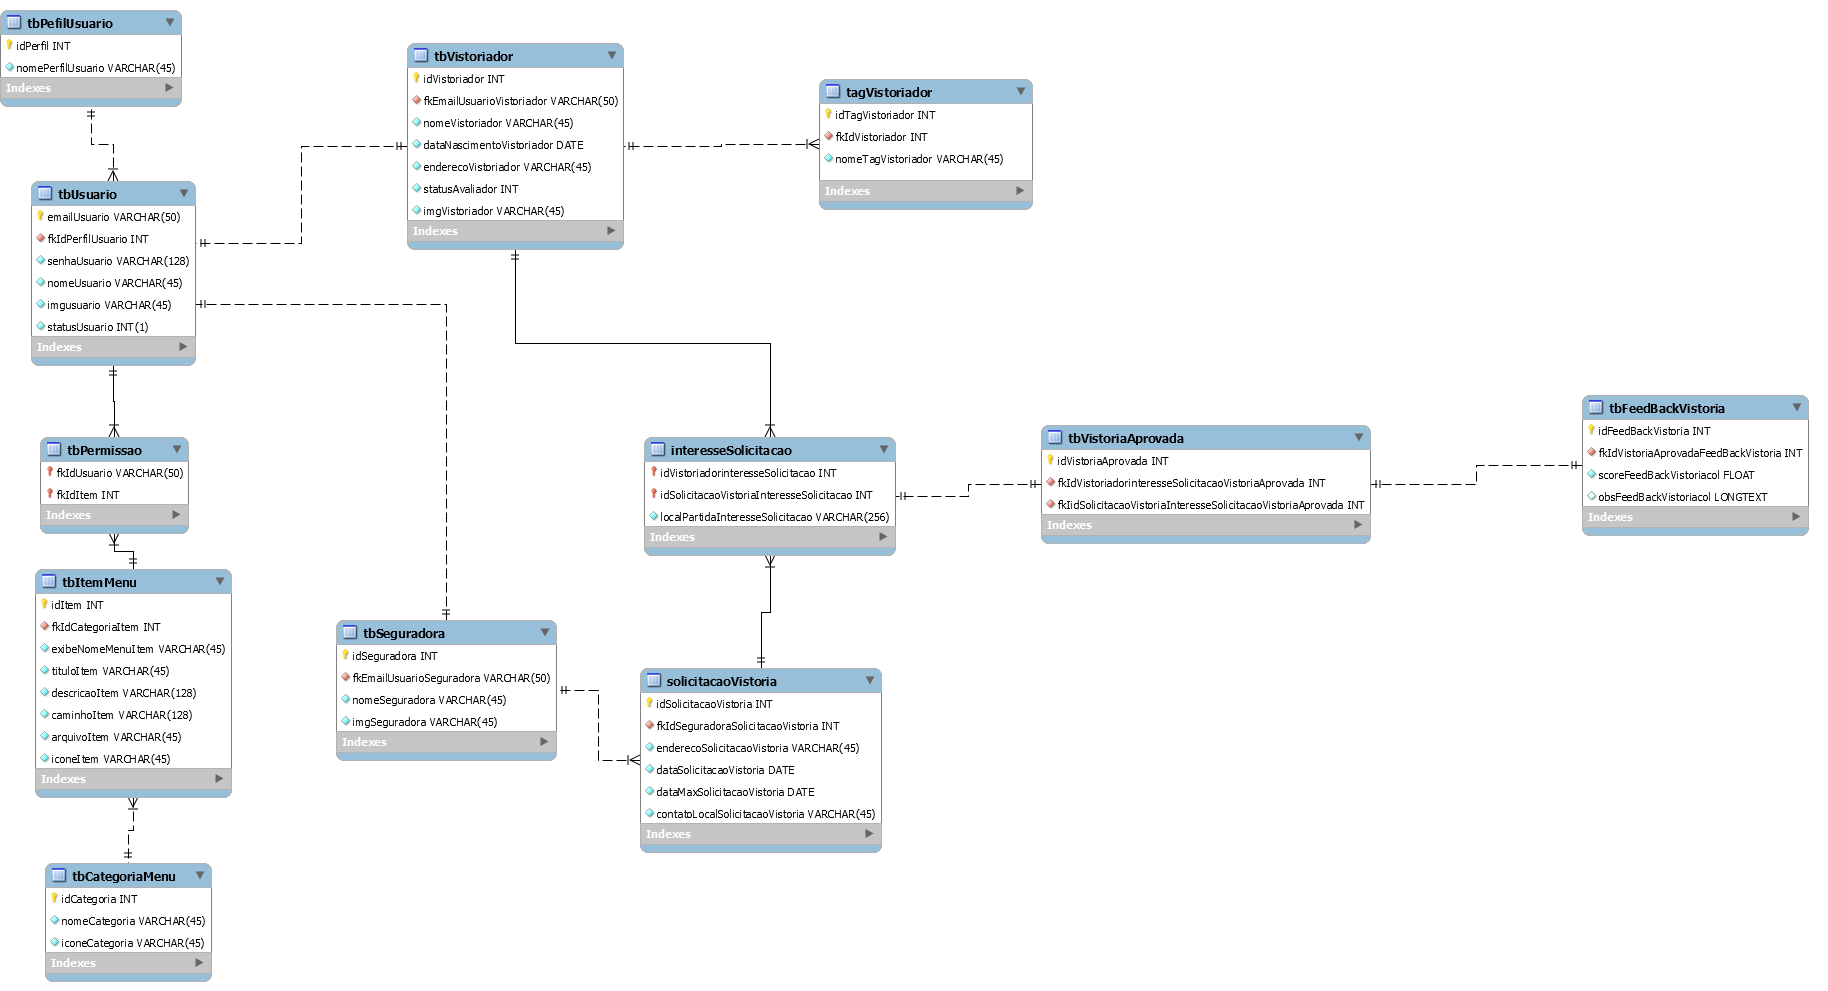 tbPefilUsuario
idPerfil INT
nomePerfilUsuario VARCHAR(45)
Indexes
tbUsuario
emailUsuario VARCHAR(50)
fkIdPerfilUsuario INT
senhaUsuario VARCHAR(128)
nomeUsuario VARCHAR(45)
imgusuario VARCHAR(45)
statusUsuario INT(1)
Indexes
tbPermissao
fkIdUsuario VARCHAR(50)
fkIdItem INT
Indexes
tbItemMenu
idItem INT
fkIdCategoriaItem INT
exibeNomeMenuItem VARCHAR(45)
tituloItem VARCHAR(45)
descricaoItem VARCHAR(128)
caminhoItem VARCHAR(128)
arquivoItem VARCHAR(45)
iconeItem VARCHAR(45)
Indexes
tbCategoriaMenu
idCategoria INT
nomeCategoria VARCHAR(45)
iconeCategoria VARCHAR(45)
Indexes
tbVistoriador
idVistoriador INT
fkEmailUsuarioVistoriador VARCHAR(50)
nomeVistoriador VARCHAR(45)
dataNascimentoVistoriador DATE
enderecoVistoriador VARCHAR(45)
statusAvaliador INT
imgVistoriador VARCHAR(45)
Indexes
tbSeguradora
idSeguradora INT
fkEmailUsuarioSeguradora VARCHAR(50)
nomeSeguradora VARCHAR(45)
imgSeguradora VARCHAR(45)
Indexes
tagVistoriador
idTagVistoriador INT
fkIdVistoriador INT
nomeTagVistoriador VARCHAR(45)
Indexes
interesseSolicitacao
idVistoriadorinteresseSolicitacao INT
idSolicitacaoVistoriaInteresseSolicitacao INT
localPartidaInteresseSolicitacao VARCHAR(256)
Indexes
solicitacaoVistoria
idSolicitacaoVistoria INT
fkIdSeguradoraSolicitacaoVistoria INT
enderecoSolicitacaoVistoria VARCHAR(45)
dataSolicitacaoVistoria DATE
dataMaxSolicitacaoVistoria DATE
contatoLocalSolicitacaoVistoria VARCHAR(45)
Indexes
tbVistoriaAprovada
idVistoriaAprovada INT
fkIdVistoriadorinteresseSolicitacaoVistoriaAprovada INT
fkIidSolicitacaoVistoriaInteresseSolicitacaoVistoriaAprovada INT
Indexes
tbFeedBackVistoria
idFeedBackVistoria INT
fkIdVistoriaAprovadaFeedBackVistoria INT
scoreFeedBackVistoriacol FLOAT
obsFeedBackVistoriacol LONGTEXT
Indexes